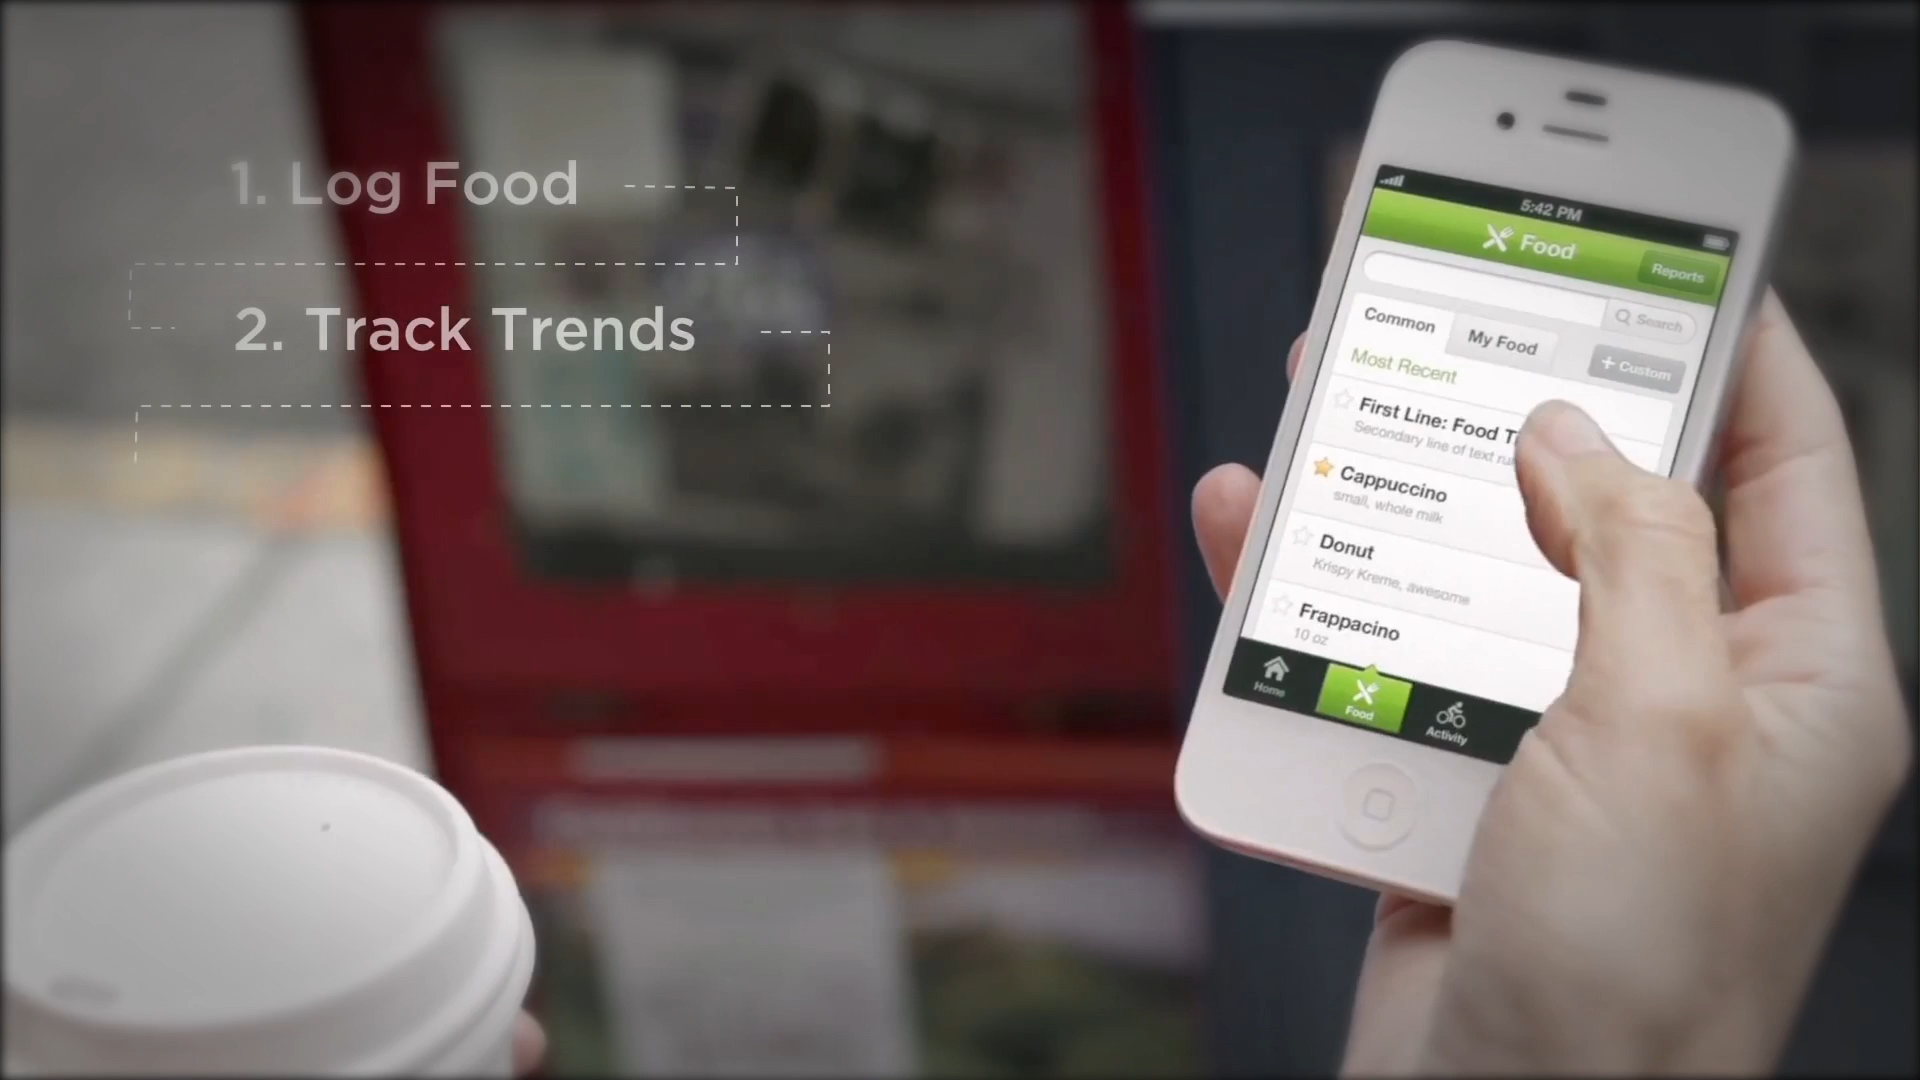 1. Log Food
2. Track Trends
5:42 PM
Food
Reports
Search
Common
My Food
+ Custom
Most Recent
First Line: Food T
Secondary line of text
Cappuccino
small, whole milk
Donut
Krispy Kreme, awesome
Frappacino
10 oz
Home
Food
Activity